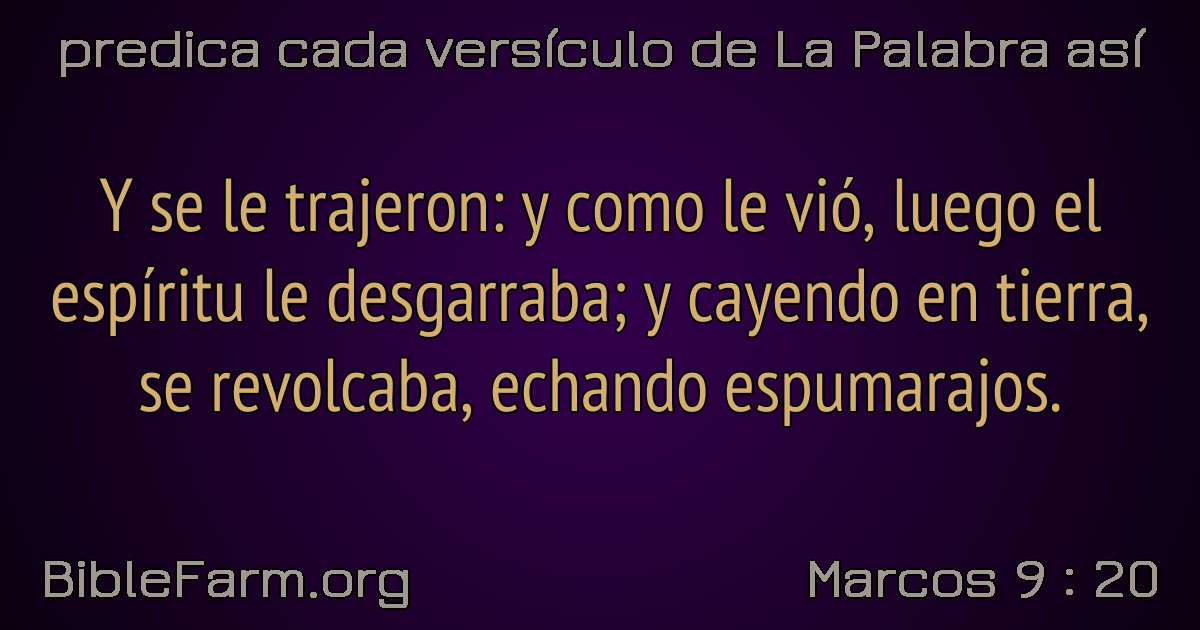 predica cada versículo de La Palabra así
Y se le trajeron: y como le vió, luego el
espíritu le desgarraba; y cayendo en tierra,
se revolcaba, echando espumarajos.
BibleFarm.org
Marcos 9 : 20